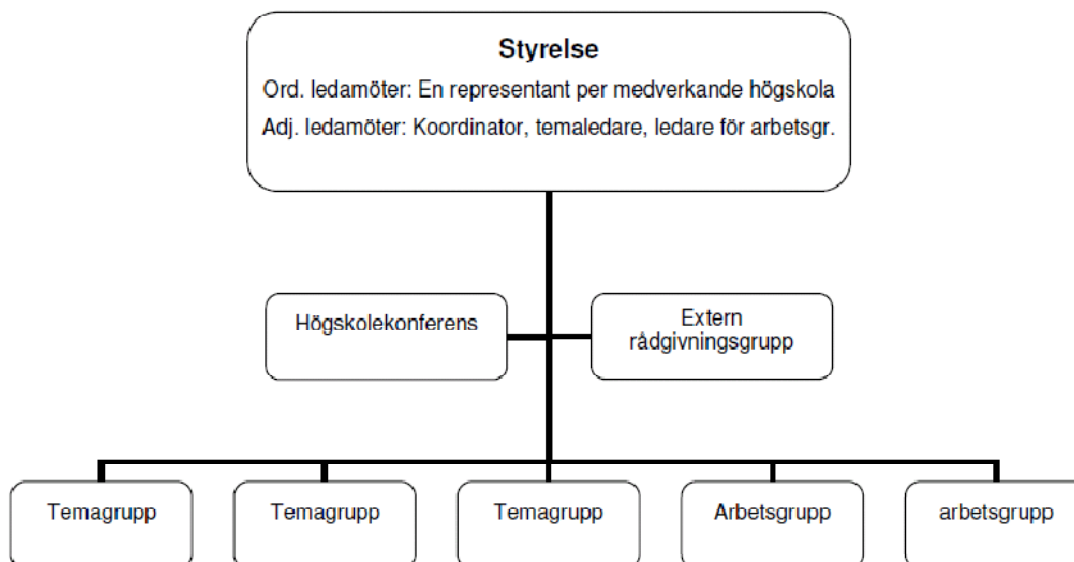 Styrelse
Ord. ledamöter: En representant per medverkande högskola
Adj. ledamöter: Koordinator, temaledare, ledare för arbetsgr.
Högskolekonferens
Extern
rådgivningsgrupp
Temagrupp
Temagrupp
Temagrupp
Arbetsgrupp
arbetsgrupp